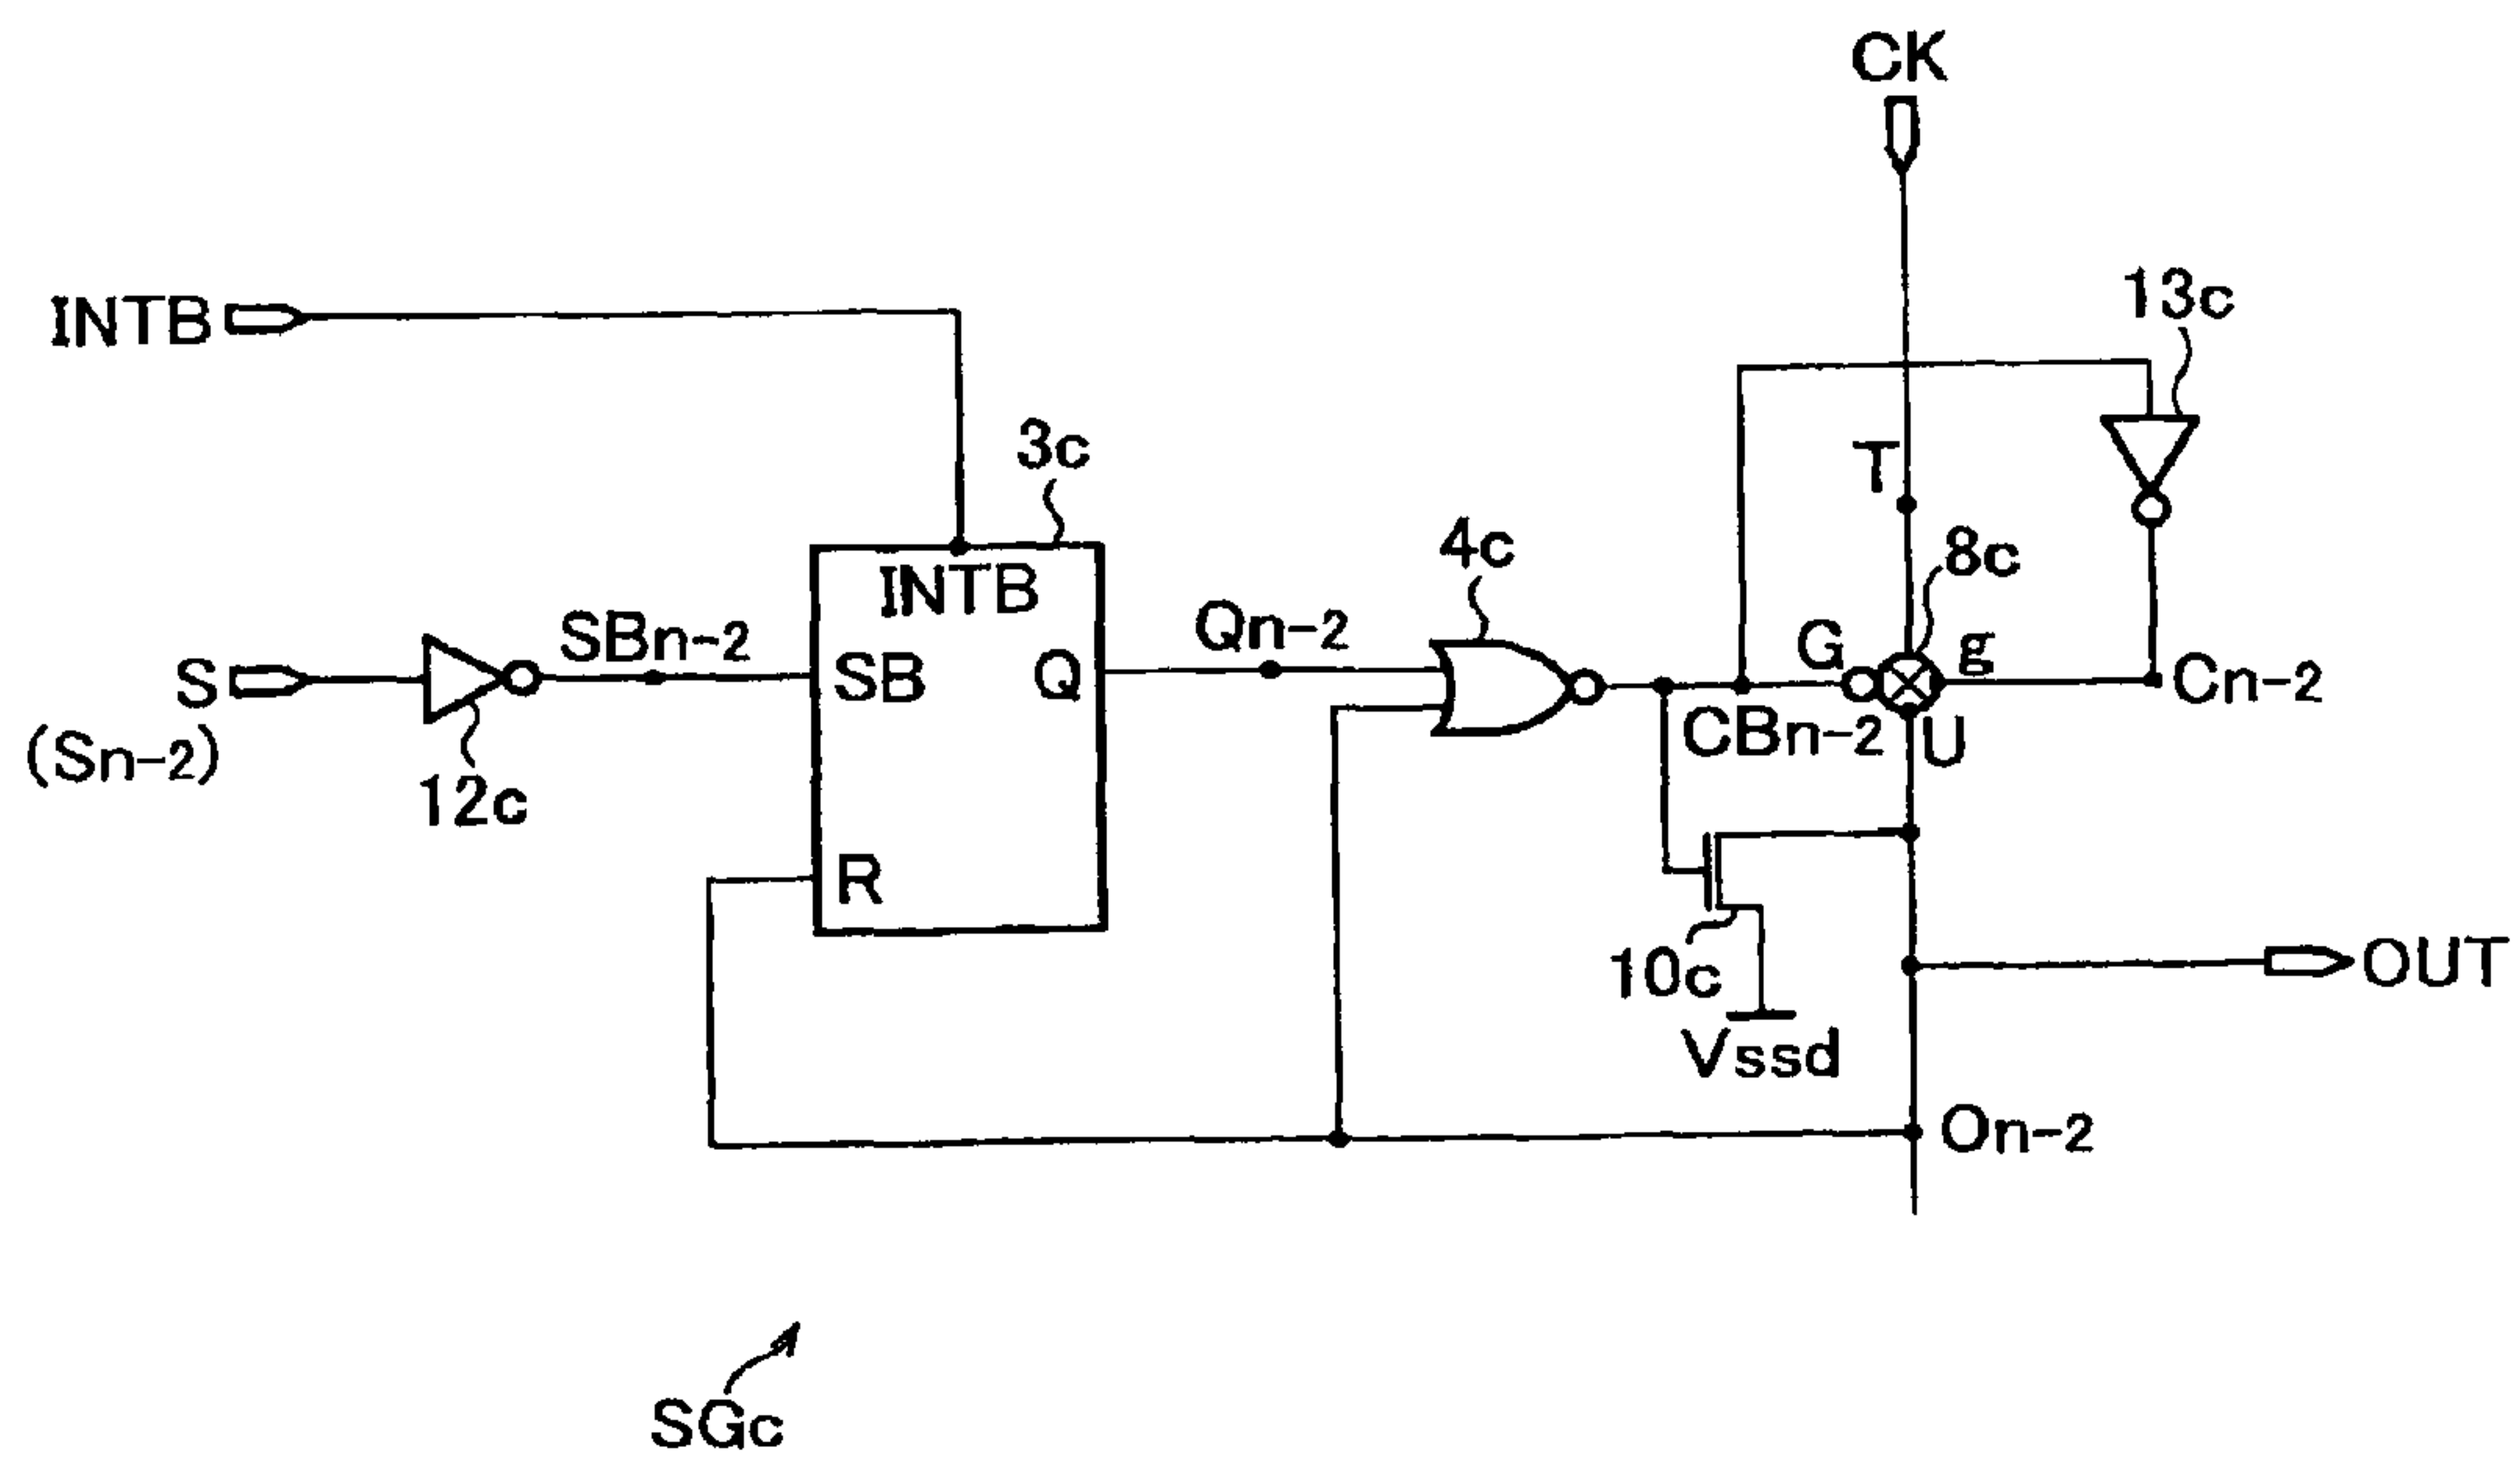 CK
INTB
13c
3c
T
4c
8c
INTB
SBn-2
Qn-2
G
g
S
SB
Q
Cn-2
(Sn-2)
CBn-2
U
12c
R
10c
OUT
Vssd
On-2
SGc